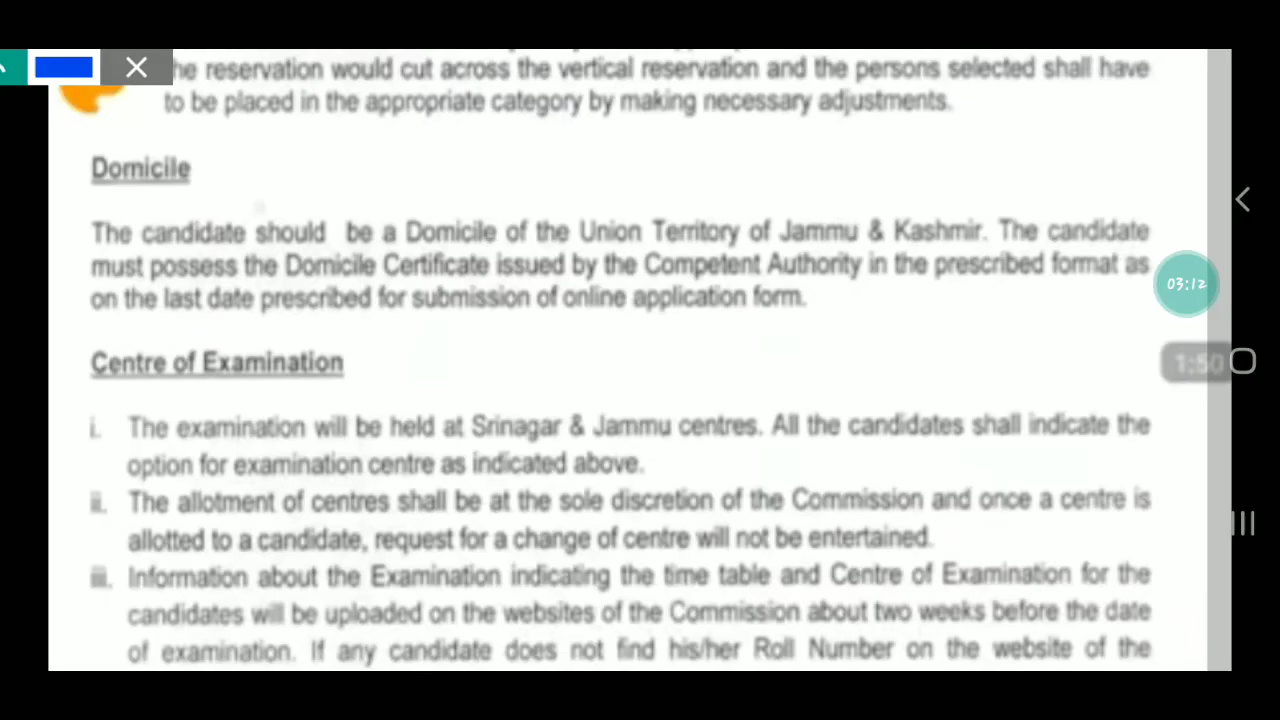 he reservation would cut across the vertical reservation and the persons selected shall have
to be placed in the appropriate category by making necessary adjustments.
Domicile
The candidate should be a Domicile of the Union Territory of Jammu & Kashmir. The candidate
must possess the Domicile Certificate issued by the Competent Authority in the prescribed format as
on the last date prescribed for submission of online application form.
03:12
Centre of Examination
1:50
i. The examination will be held at Srinagar & Jammu centres. All the candidates shall indicate the
option for examination centre as indicated above.
ii. The allotment of centres shall be at the sole discretion of the Commission and once a centre is
allotted to a candidate, request for a change of centre will not be entertained.
iii. Information about the Examination indicating the time table and Centre of Examination for the
candidates will be uploaded on the websites of the Commission about two weeks before the date
of examination. If any candidate does not find his/her Roll Number on the website of the